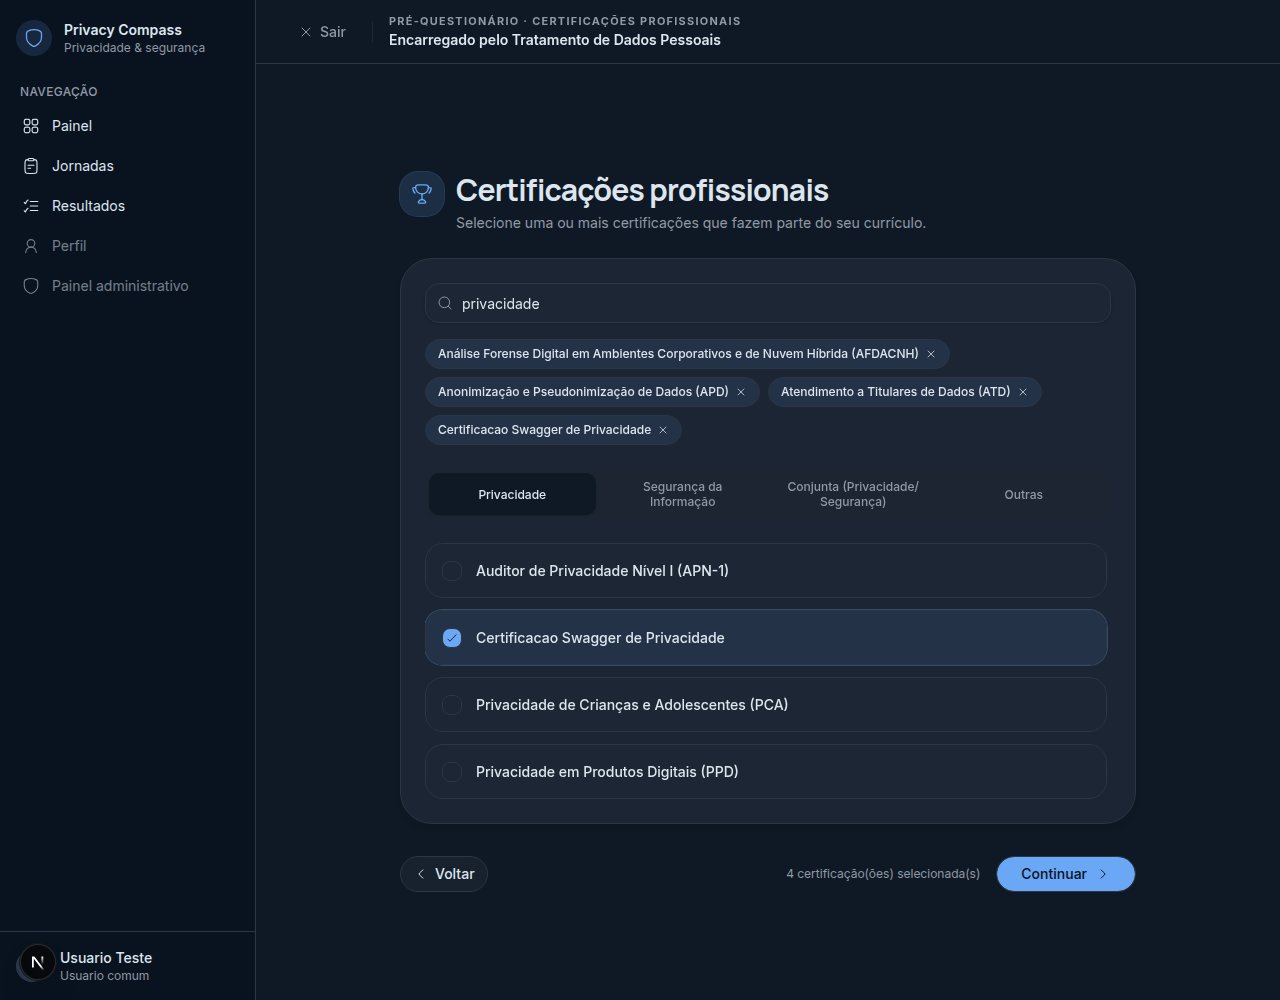 Privacy Compass
Privacidade & segurança
NAVEGAÇÃO
Painel
Jornadas
Resultados
Perfil
Painel administrativo
Usuario Teste
Usuario comum
Sair
PRÉ-QUESTIONÁRIO · CERTIFICAÇÕES PROFISSIONAIS
Encarregado pelo Tratamento de Dados Pessoais
Certificações profissionais
Selecione uma ou mais certificações que fazem parte do seu currículo.
privacidade
Análise Forense Digital em Ambientes Corporativos e de Nuvem Híbrida (AFDACNH)
Anonimização e Pseudonimização de Dados (APD)
Atendimento a Titulares de Dados (ATD)
Certificacao Swagger de Privacidade
Privacidade
Segurança da
Informação
Conjunta (Privacidade/
Segurança)
Outras
Auditor de Privacidade Nível I (APN-1)
Certificacao Swagger de Privacidade
Privacidade de Crianças e Adolescentes (PCA)
Privacidade em Produtos Digitais (PPD)
Voltar
4 certificação(ões) selecionada(s)
Continuar